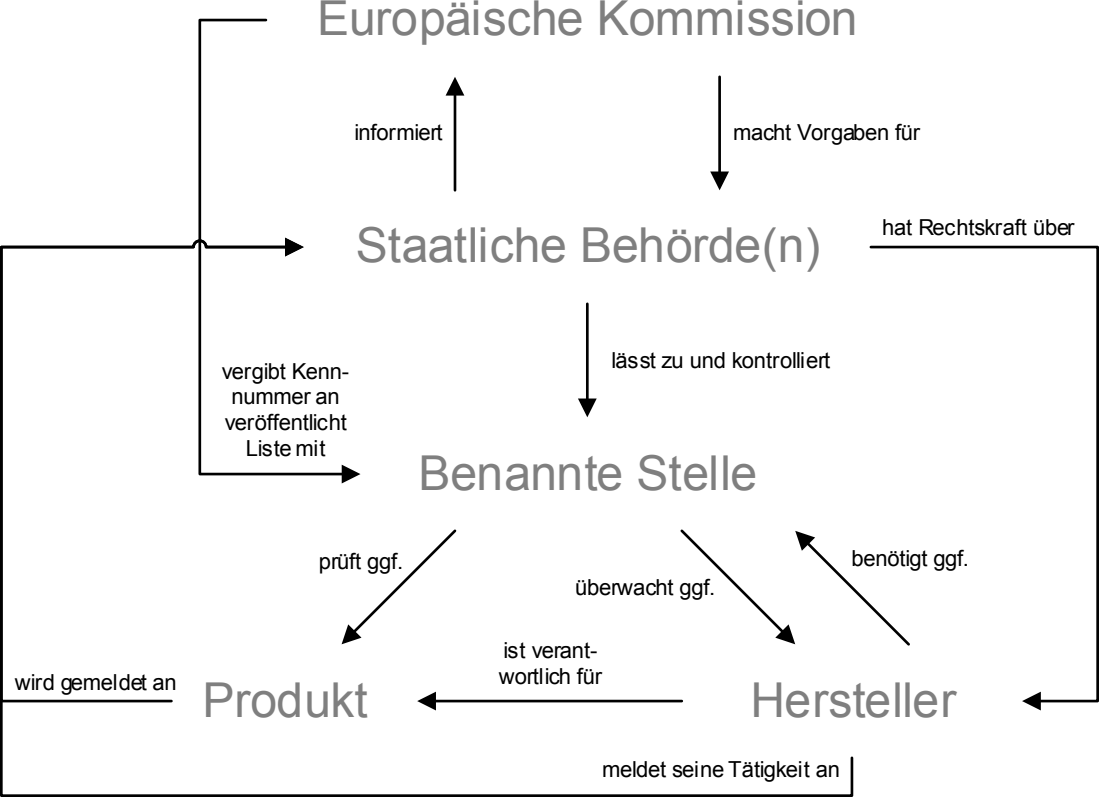 Europäische Kommission
informiert
macht Vorgaben für
Staatliche Behörde(n)
hat Rechtskraft über
lässt zu und kontrolliert
vergibt Kenn-
nummer an
veröffentlicht
Liste mit
Benannte Stelle
prüft ggf.
überwacht ggf.
benötigt ggf.
ist verant-
wortlich für
wird gemeldet an
Produkt
Hersteller
meldet seine Tätigkeit an